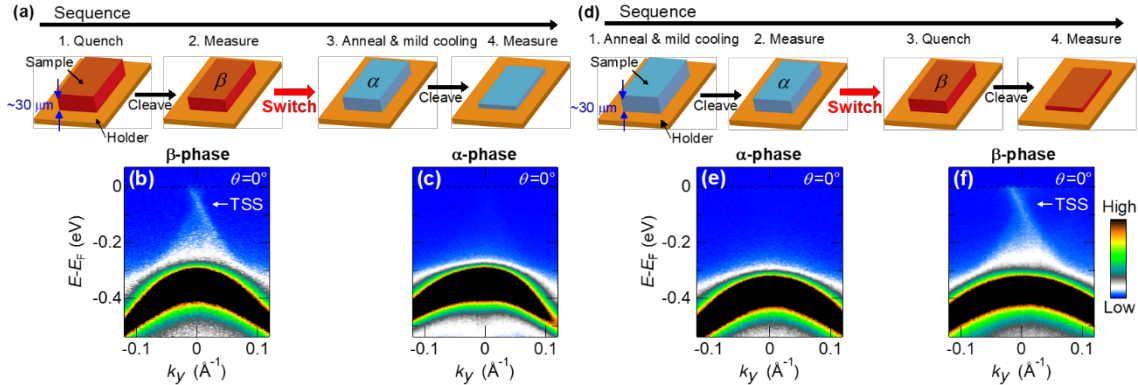 (a)
Sequence
1. Quench
2. Measure
3. Anneal & mild cooling
4. Measure
Sample
β
α
~30 μm
Cleave
Switch
Cleave
Holder
β-phase
α-phase
(b)
θ=0°
TSS
(c)
θ=0°
0
-0.2
-0.4
E-EF (eV)
-0.1
0
0.1
ky (Å-1)
-0.1
0
0.1
ky (Å-1)
(d)
Sequence
1. Anneal & mild cooling
2. Measure
3. Quench
4. Measure
Sample
α
β
~30 μm
Cleave
Switch
Cleave
Holder
α-phase
β-phase
(e)
θ=0°
(f)
θ=0°
TSS
0
-0.2
-0.4
E-EF (eV)
-0.1
0
0.1
ky (Å-1)
-0.1
0
0.1
ky (Å-1)
High
Low